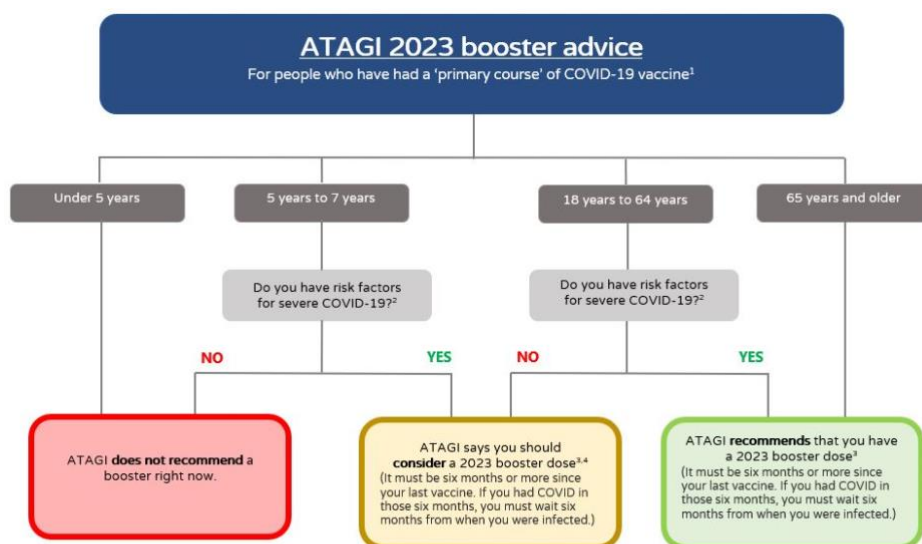 ATAGI 2023 booster advice
For people who have had a ‘primary course’ of COVID-19 vaccine¹
Under 5 years
5 years to 7 years
18 years to 64 years
65 years and older
Do you have risk factors
for severe COVID-19?²
Do you have risk factors
for severe COVID-19?²
NO
YES
NO
YES
ATAGI does not recommend a
booster right now.
ATAGI says you should
consider a 2023 booster dose³,⁴
(It must be six months or more since
your last vaccine. If you had COVID in
those six months, you must wait six
months from when you were infected.)
ATAGI recommends that you have
a 2023 booster dose³
(It must be six months or more since
your last vaccine. If you had COVID in
those six months, you must wait six
months from when you were infected.)